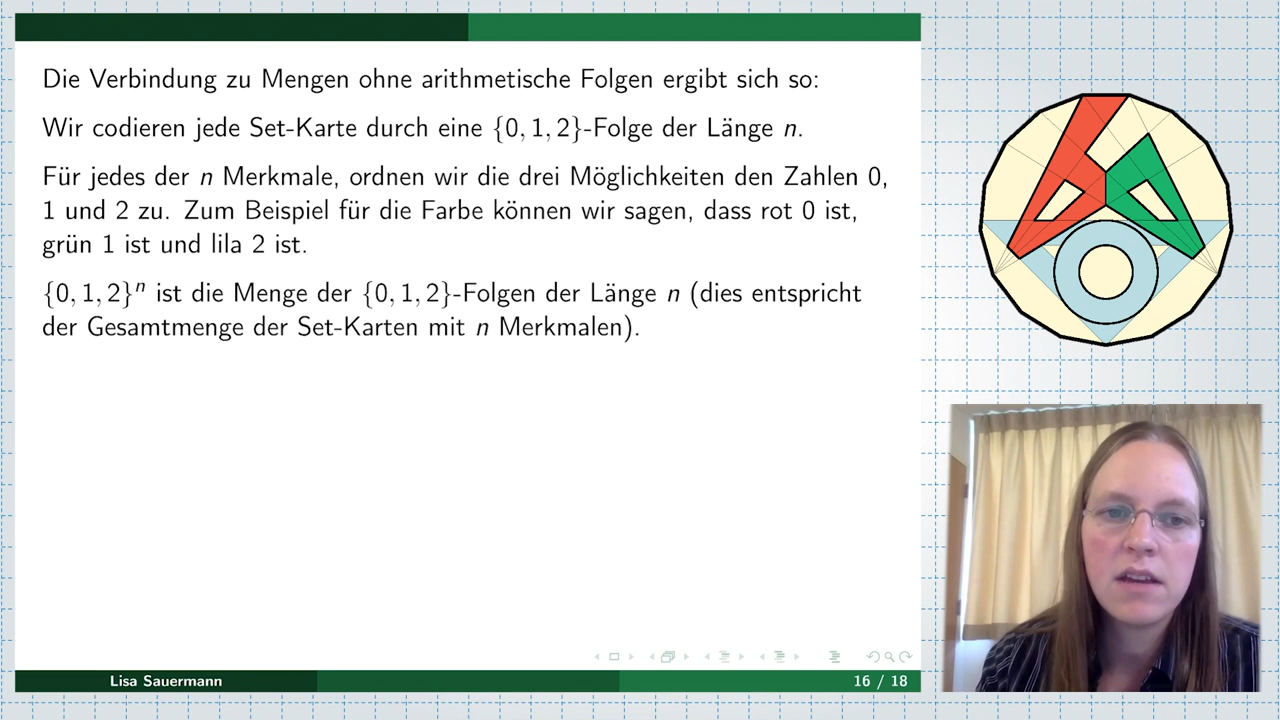 Die Verbindung zu Mengen ohne arithmetische Folgen ergibt sich so:
Wir codieren jede Set-Karte durch eine {0, 1, 2}-Folge der Länge n.
Für jedes der n Merkmale, ordnen wir die drei Möglichkeiten den Zahlen 0,
1 und 2 zu. Zum Beispiel für die Farbe können wir sagen, dass rot 0 ist,
grün 1 ist und lila 2 ist.
{0, 1, 2}ⁿ ist die Menge der {0, 1, 2}-Folgen der Länge n (dies entspricht
der Gesamtmenge der Set-Karten mit n Merkmalen).
Lisa Sauermann
16 / 18